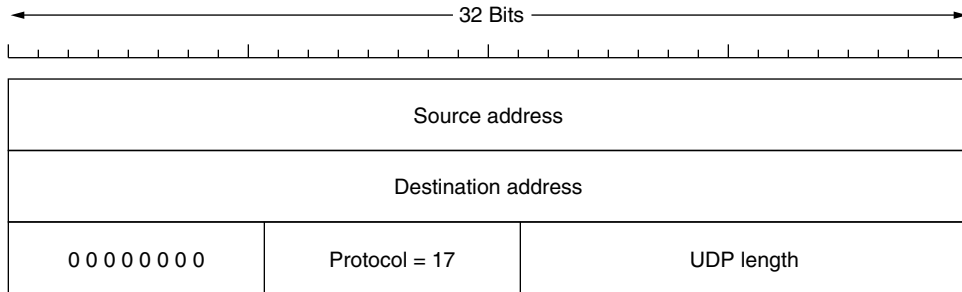 32 Bits
Source address
Destination address
0 0 0 0 0 0 0 0 Protocol = 17 UDP length